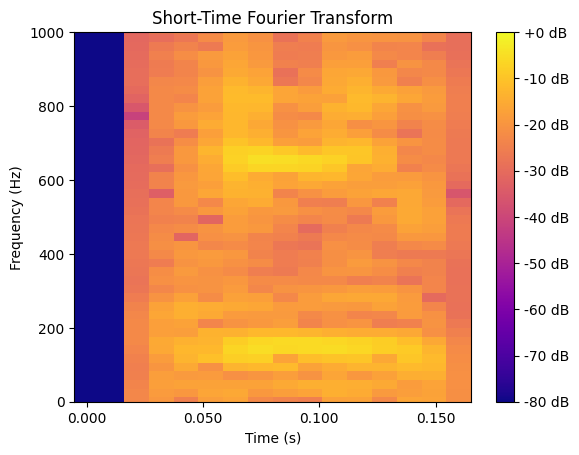 Short-Time Fourier Transform
Frequency (Hz)
1000
800
600
400
200
0
0.000
0.050
0.100
0.150
Time (s)
+0 dB
-10 dB
-20 dB
-30 dB
-40 dB
-50 dB
-60 dB
-70 dB
-80 dB